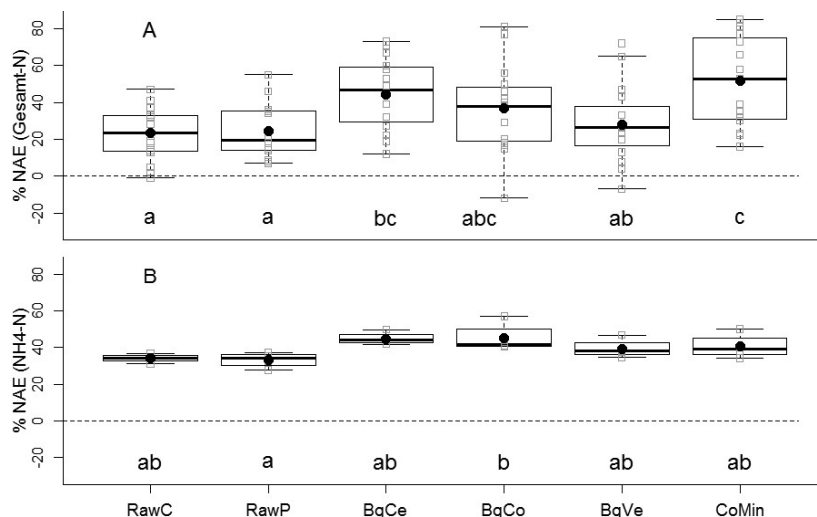 A
% NAE (Gesamt-N)
80
60
40
20
0
-20
a a bc abc ab c
B
% NAE (NH4-N)
80
60
40
20
0
-20
ab a ab b ab ab
RawC RawP BgCe BgCo BgVe CoMin